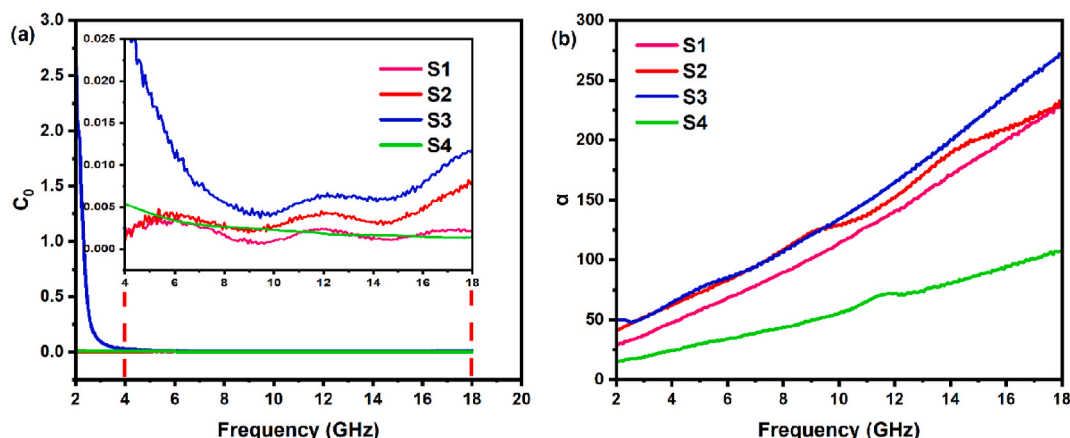 (a)
C0
3.0
2.5
2.0
1.5
1.0
0.5
0.0
2 4 6 8 10 12 14 16 18 20
Frequency (GHz)
0.025
0.020
0.015
0.010
0.005
0.000
4 6 8 10 12 14 16 18
S1
S2
S3
S4
(b)
α
300
250
200
150
100
50
0
2 4 6 8 10 12 14 16 18
Frequency (GHz)
S1
S2
S3
S4